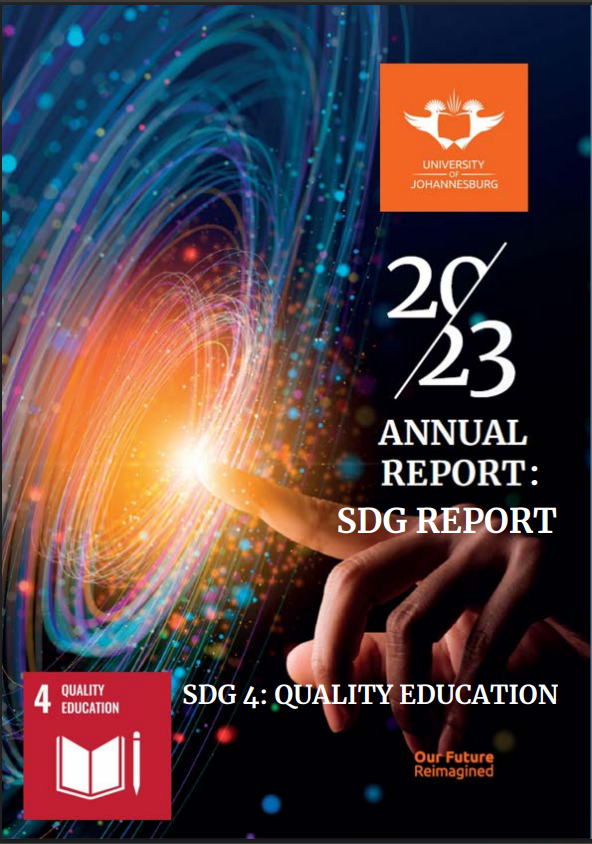 UNIVERSITY
OF
JOHANNESBURG
20
23
ANNUAL
REPORT:
SDG REPORT
4 QUALITY
EDUCATION
SDG 4: QUALITY EDUCATION
Our Future
Reimagined